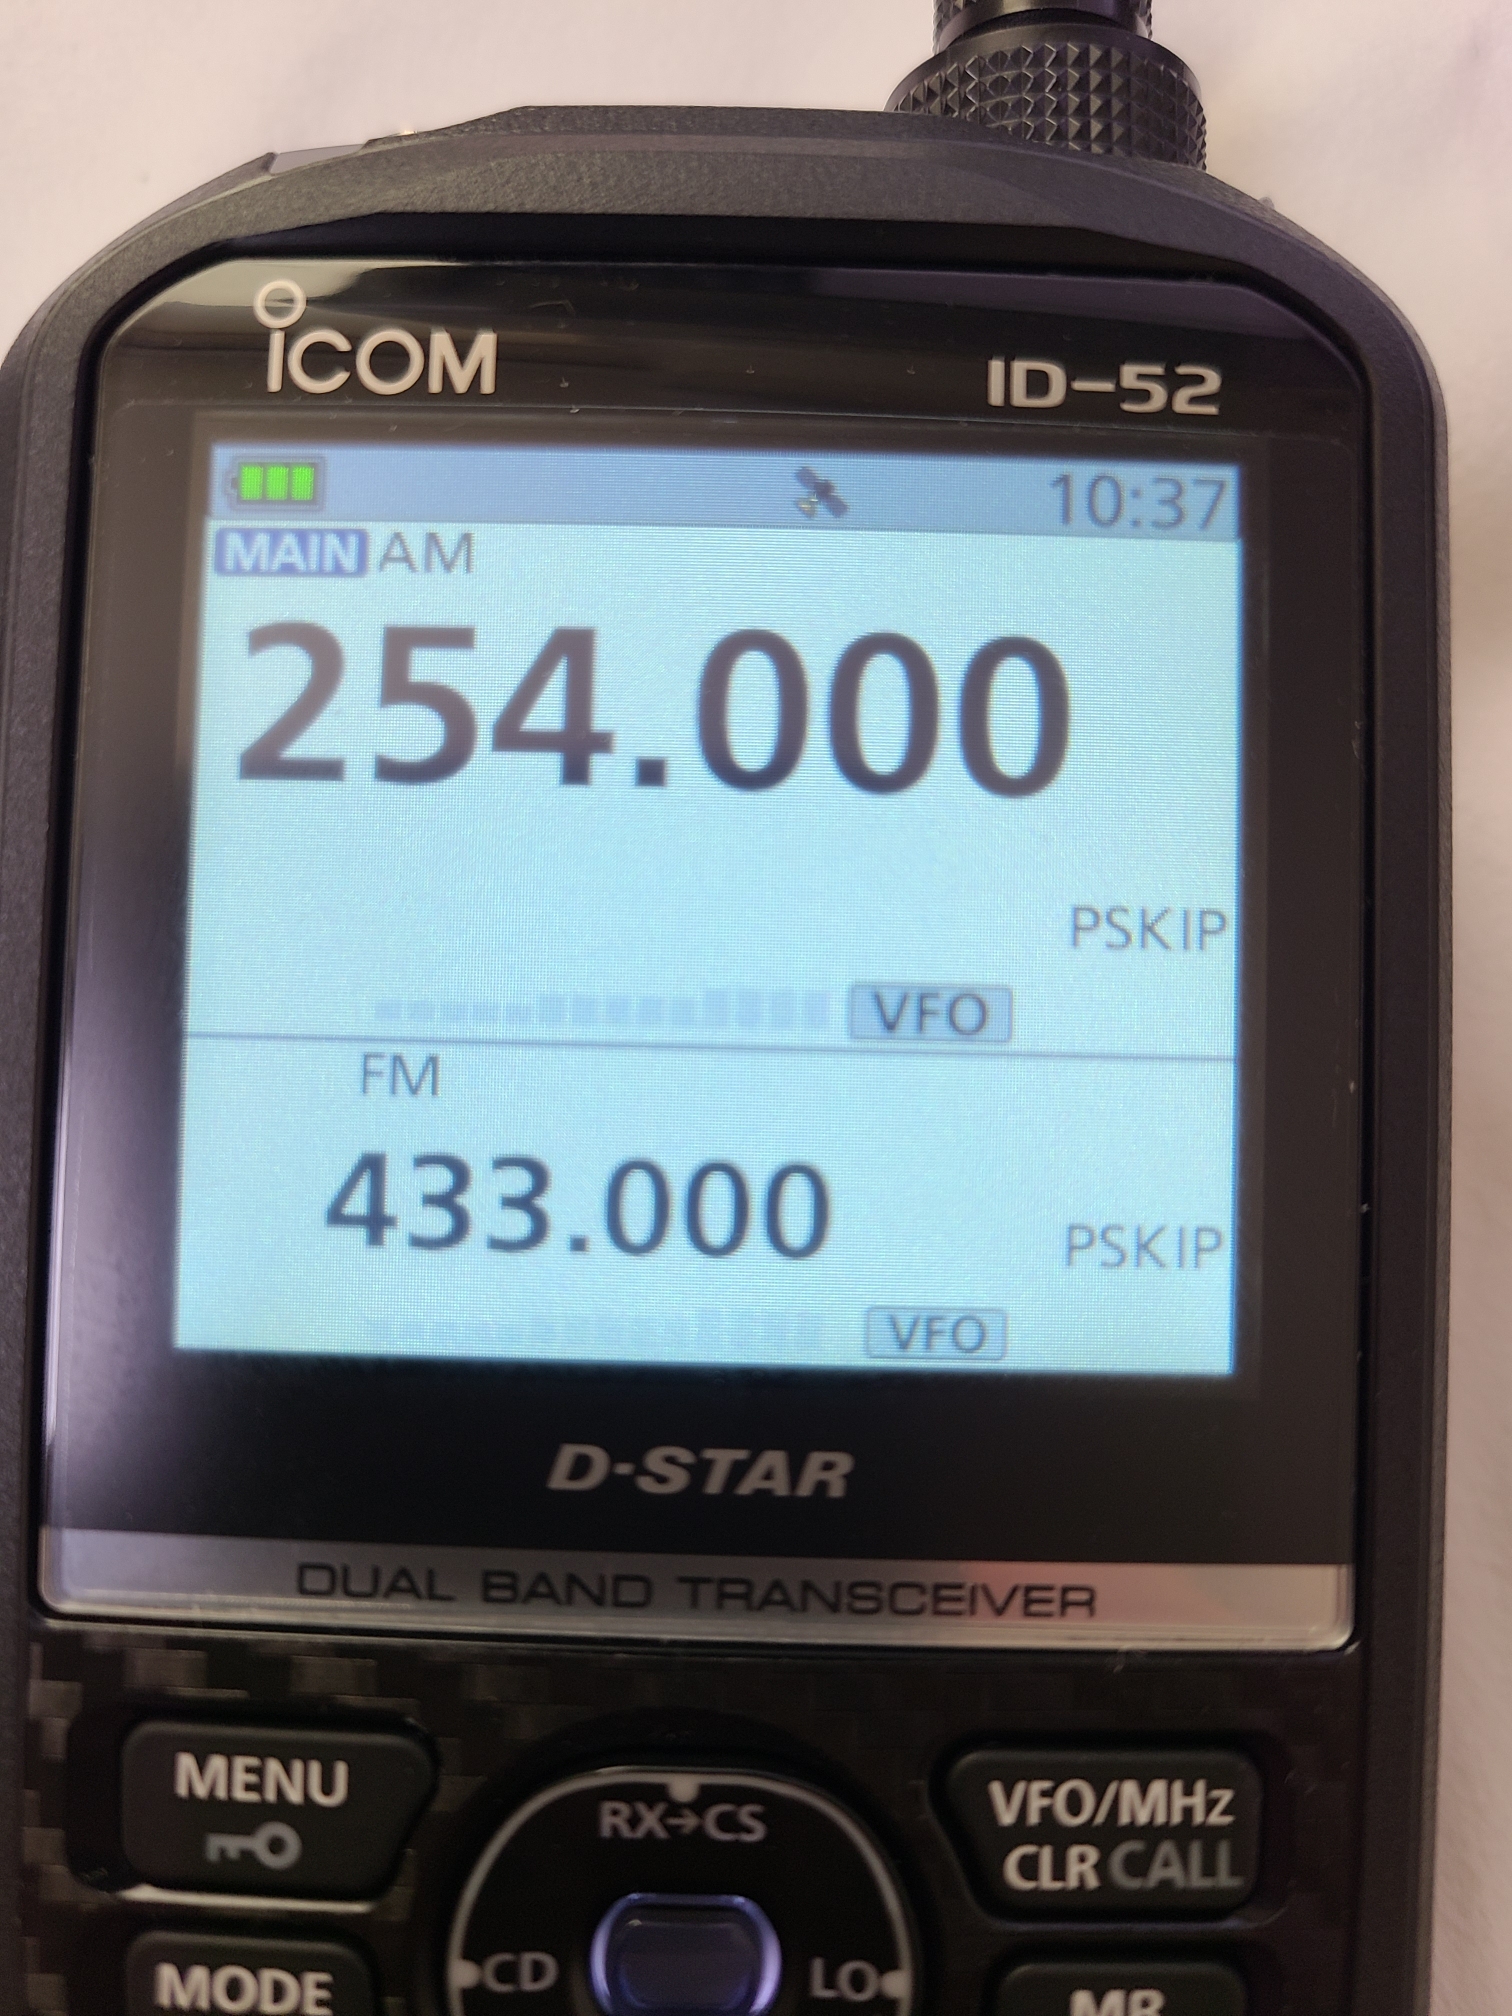 iCOM
ID-52
10:37
MAIN AM
254.000
PSKIP
VFO
FM
433.000
PSKIP
VFO
D-STAR
DUAL BAND TRANSCEIVER
MENU
RX→CS
VFO/MHz
CLR CALL
MODE
CD
LO
MR